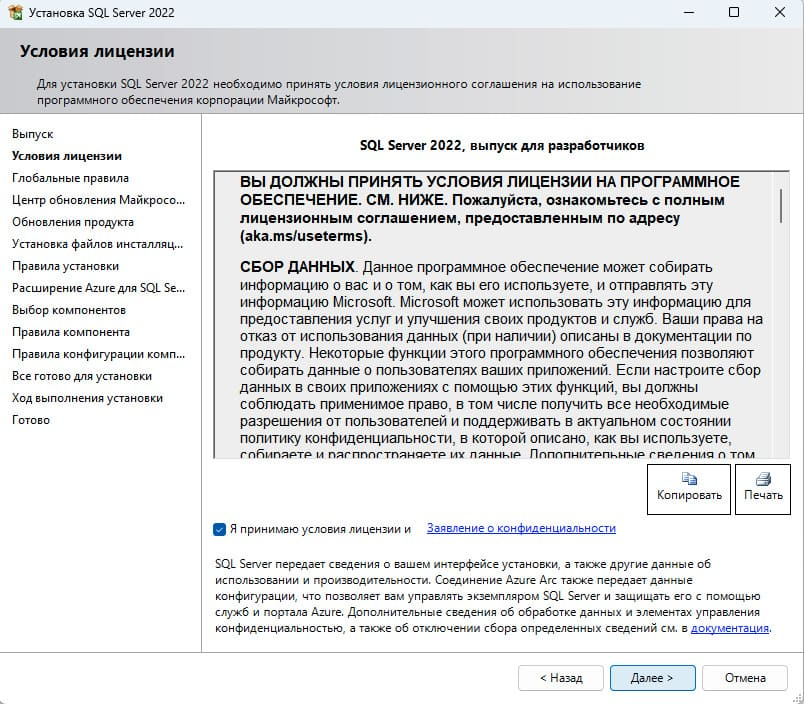 Установка SQL Server 2022
Условия лицензии
Для установки SQL Server 2022 необходимо принять условия лицензионного соглашения на использование
программного обеспечения корпорации Майкрософт.
Выпуск
Условия лицензии
Глобальные правила
Центр обновления Майкросо...
Обновления продукта
Установка файлов инсталляц...
Правила установки
Расширение Azure для SQL Se...
Выбор компонентов
Правила компонента
Правила конфигурации комп...
Все готово для установки
Ход выполнения установки
Готово
SQL Server 2022, выпуск для разработчиков
ВЫ ДОЛЖНЫ ПРИНЯТЬ УСЛОВИЯ ЛИЦЕНЗИИ НА ПРОГРАММНОЕ
ОБЕСПЕЧЕНИЕ. СМ. НИЖЕ. Пожалуйста, ознакомьтесь с полным
лицензионным соглашением, предоставленным по адресу
(aka.ms/useterms).
СБОР ДАННЫХ. Данное программное обеспечение может собирать
информацию о вас и о том, как вы его используете, и отправлять эту
информацию Microsoft. Microsoft может использовать эту информацию для
предоставления услуг и улучшения своих продуктов и служб. Ваши права на
отказ от использования данных (при наличии) описаны в документации по
продукту. Некоторые функции этого программного обеспечения позволяют
собирать данные о пользователях ваших приложений. Если настроите сбор
данных в своих приложениях с помощью этих функций, вы должны
соблюдать применимое право, в том числе получить все необходимые
разрешения от пользователей и поддерживать в актуальном состоянии
политику конфиденциальности, в которой описано, как вы используете,
собираете и распространяете их данные. Дополнительные сведения о том,
Копировать
Печать
Я принимаю условия лицензии и Заявление о конфиденциальности
SQL Server передает сведения о вашем интерфейсе установки, а также другие данные об
использовании и производительности. Соединение Azure Arc также передает данные
конфигурации, что позволяет вам управлять экземпляром SQL Server и защищать его с помощью
служб и портала Azure. Дополнительные сведения об обработке данных и элементах управления
конфиденциальностью, а также об отключении сбора определенных сведений см. в документация.
< Назад
Далее >
Отмена